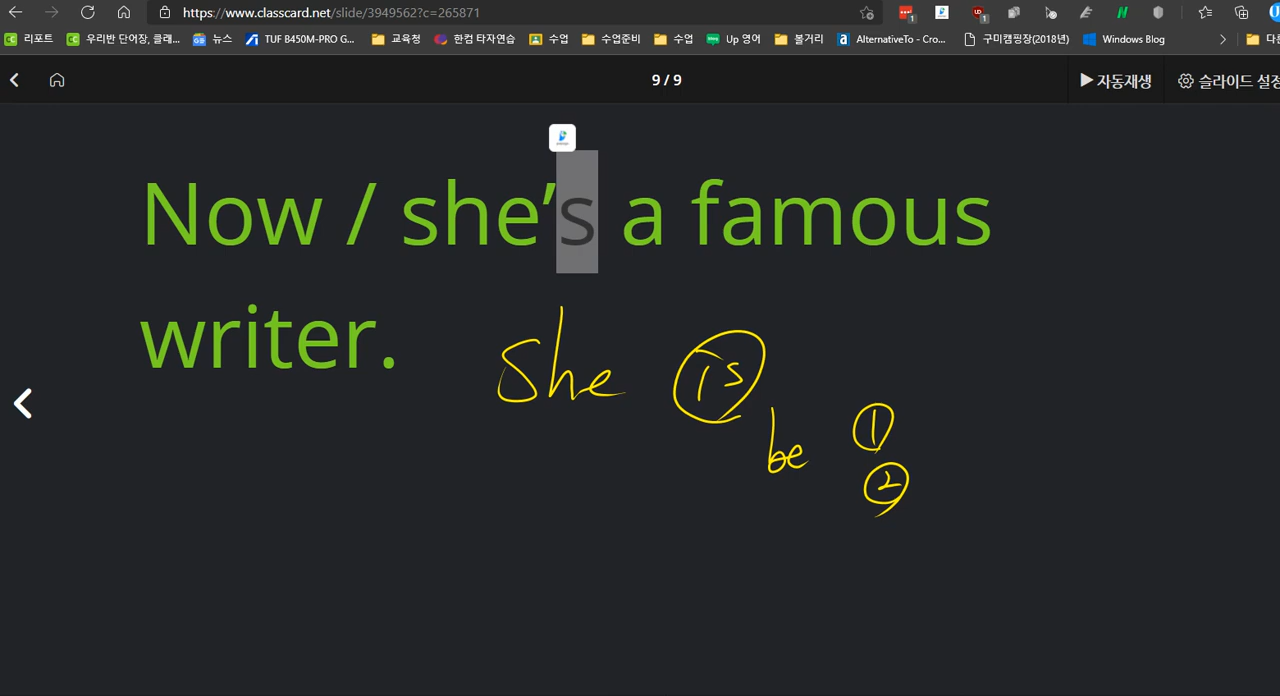 https://www.classcard.net/slide/3949562?c=265871
리포트 우리반 단어장, 클래... 뉴스 TUF B450M-PRO G... 교육청 한컴 타자연습 수업 수업준비 수업 Up 영어 볼거리 AlternativeTo - Cro... 구미캠핑장(2018년) Windows Blog
9 / 9
자동재생
슬라이드 설정
Now / she’s a famous
writer.
She is
be ①
②